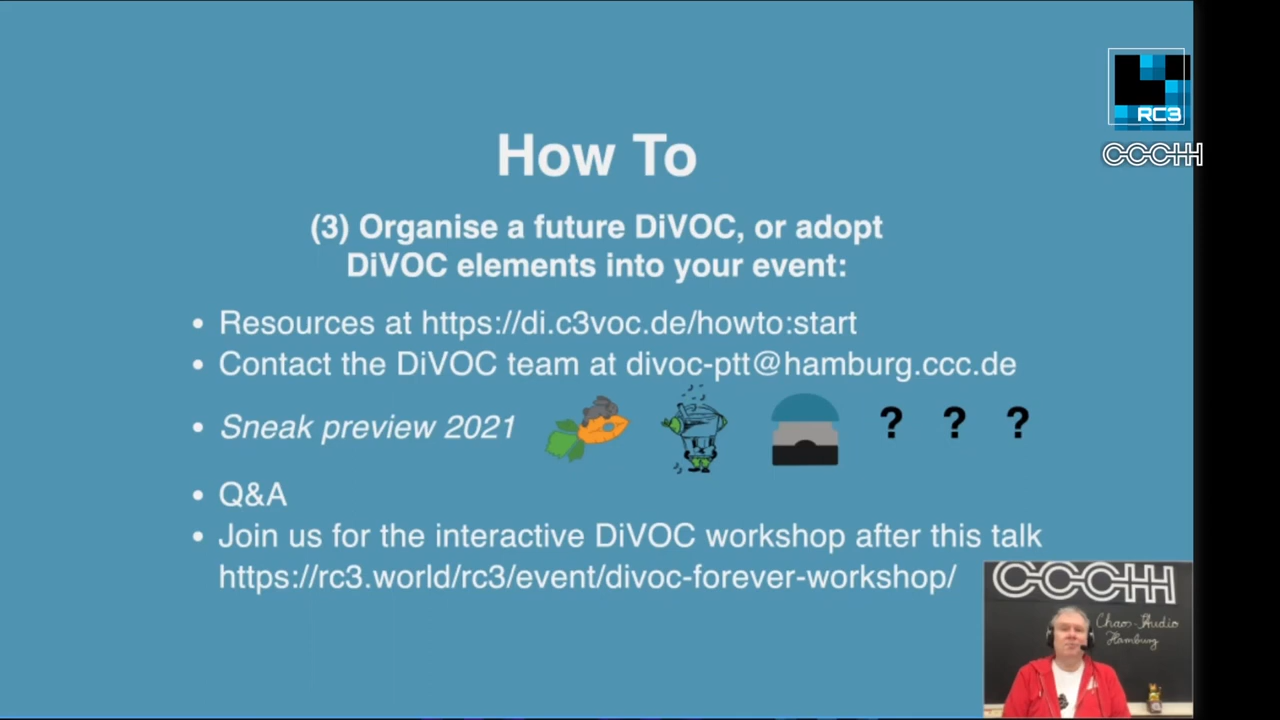 RC3
CCCHH
How To
(3) Organise a future DiVOC, or adopt
DiVOC elements into your event:
• Resources at https://di.c3voc.de/howto:start
• Contact the DiVOC team at divoc-ptt@hamburg.ccc.de
• Sneak preview 2021 ? ? ?
• Q&A
• Join us for the interactive DiVOC workshop after this talk
https://rc3.world/rc3/event/divoc-forever-workshop/
CCCHH
Chaos-Audio
Hamburg